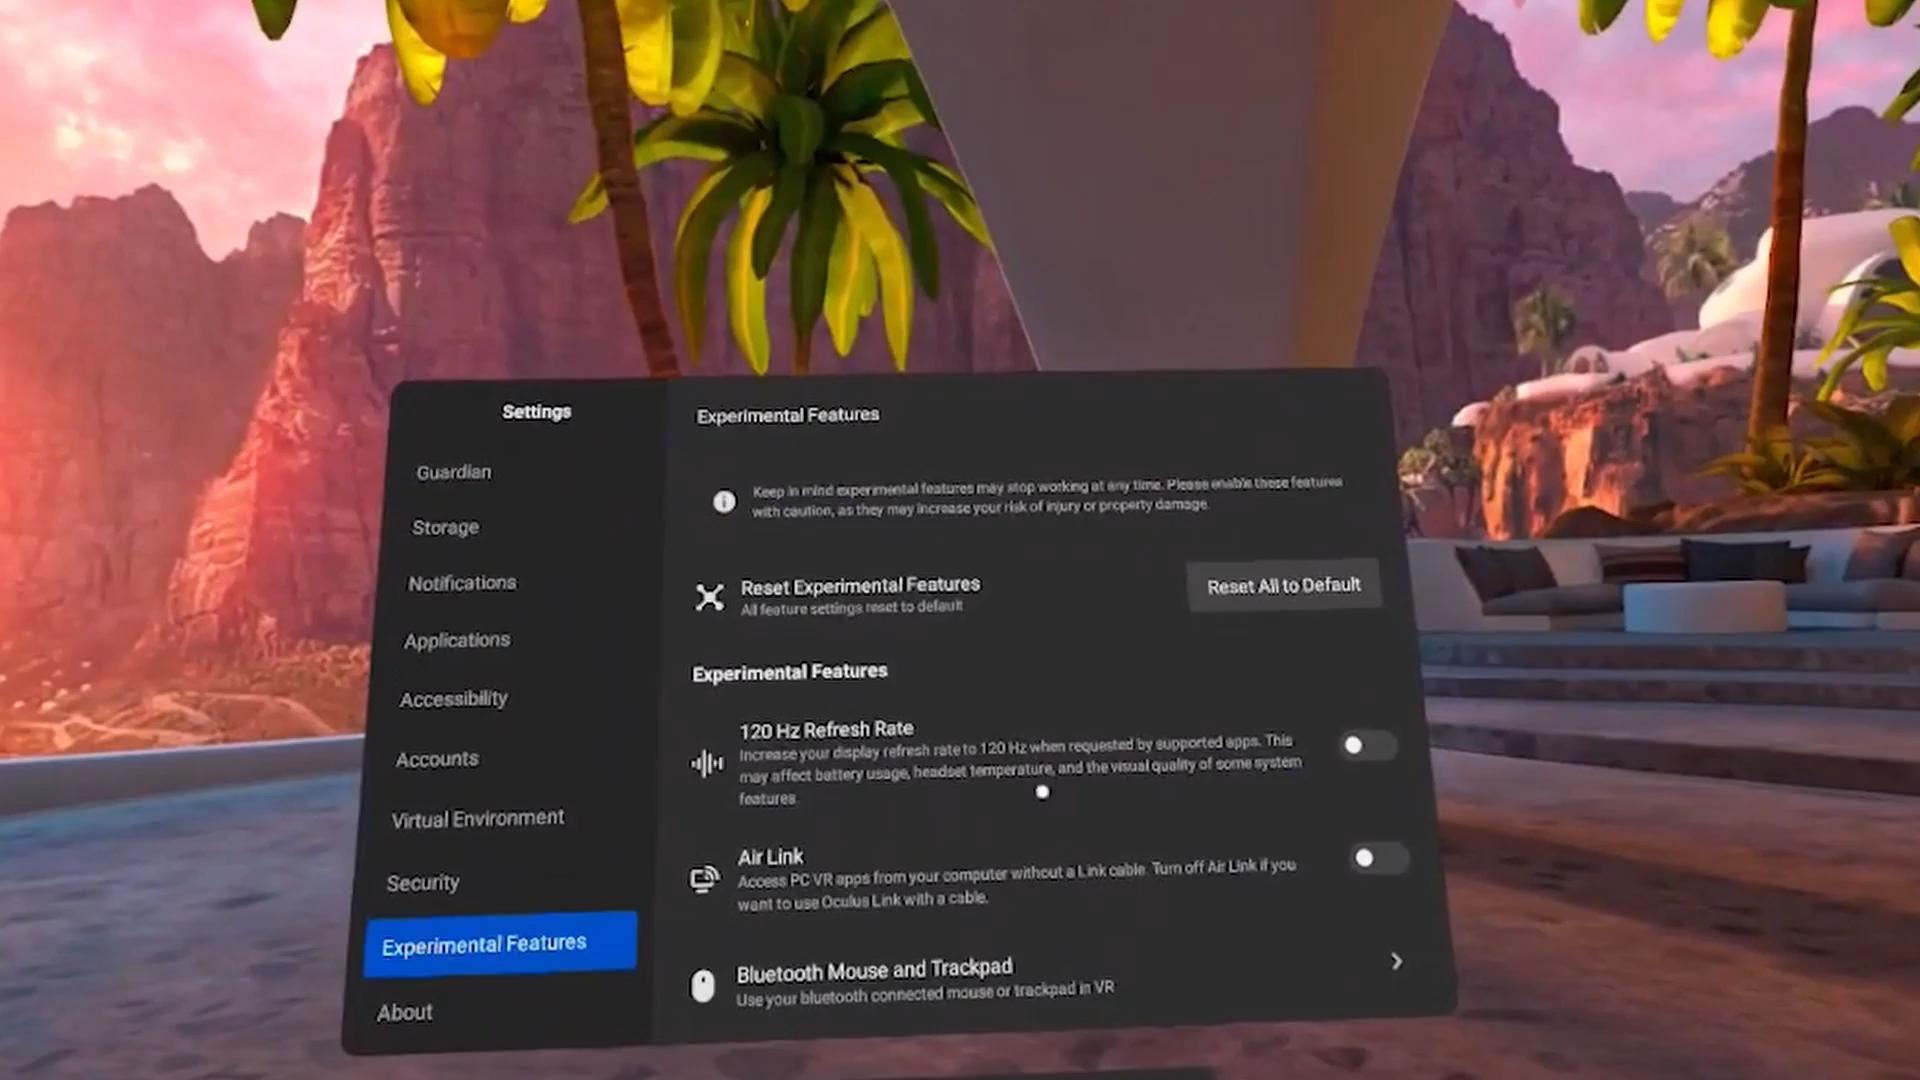 Settings
Guardian
Storage
Notifications
Applications
Accessibility
Accounts
Virtual Environment
Security
Experimental Features
About
Experimental Features
Keep in mind experimental features may stop working at any time. Please enable these features
with caution, as they may increase your risk of injury or property damage.
Reset Experimental Features
All feature settings reset to default
Reset All to Default
Experimental Features
120 Hz Refresh Rate
Increase your display refresh rate to 120 Hz when requested by supported apps. This
may affect battery usage, headset temperature, and the visual quality of some system
features.
Air Link
Access PC VR apps from your computer without a Link cable. Turn off Air Link if you
want to use Oculus Link with a cable.
Bluetooth Mouse and Trackpad
Use your bluetooth connected mouse or trackpad in VR